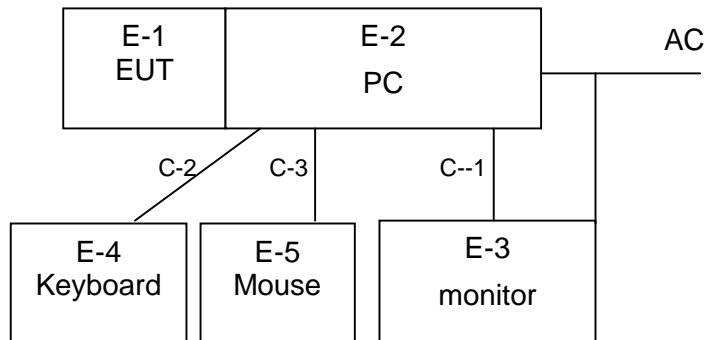 E-1
EUT
E-2
PC
AC
C-2
C-3
C--1
E-4
Keyboard
E-5
Mouse
E-3
monitor